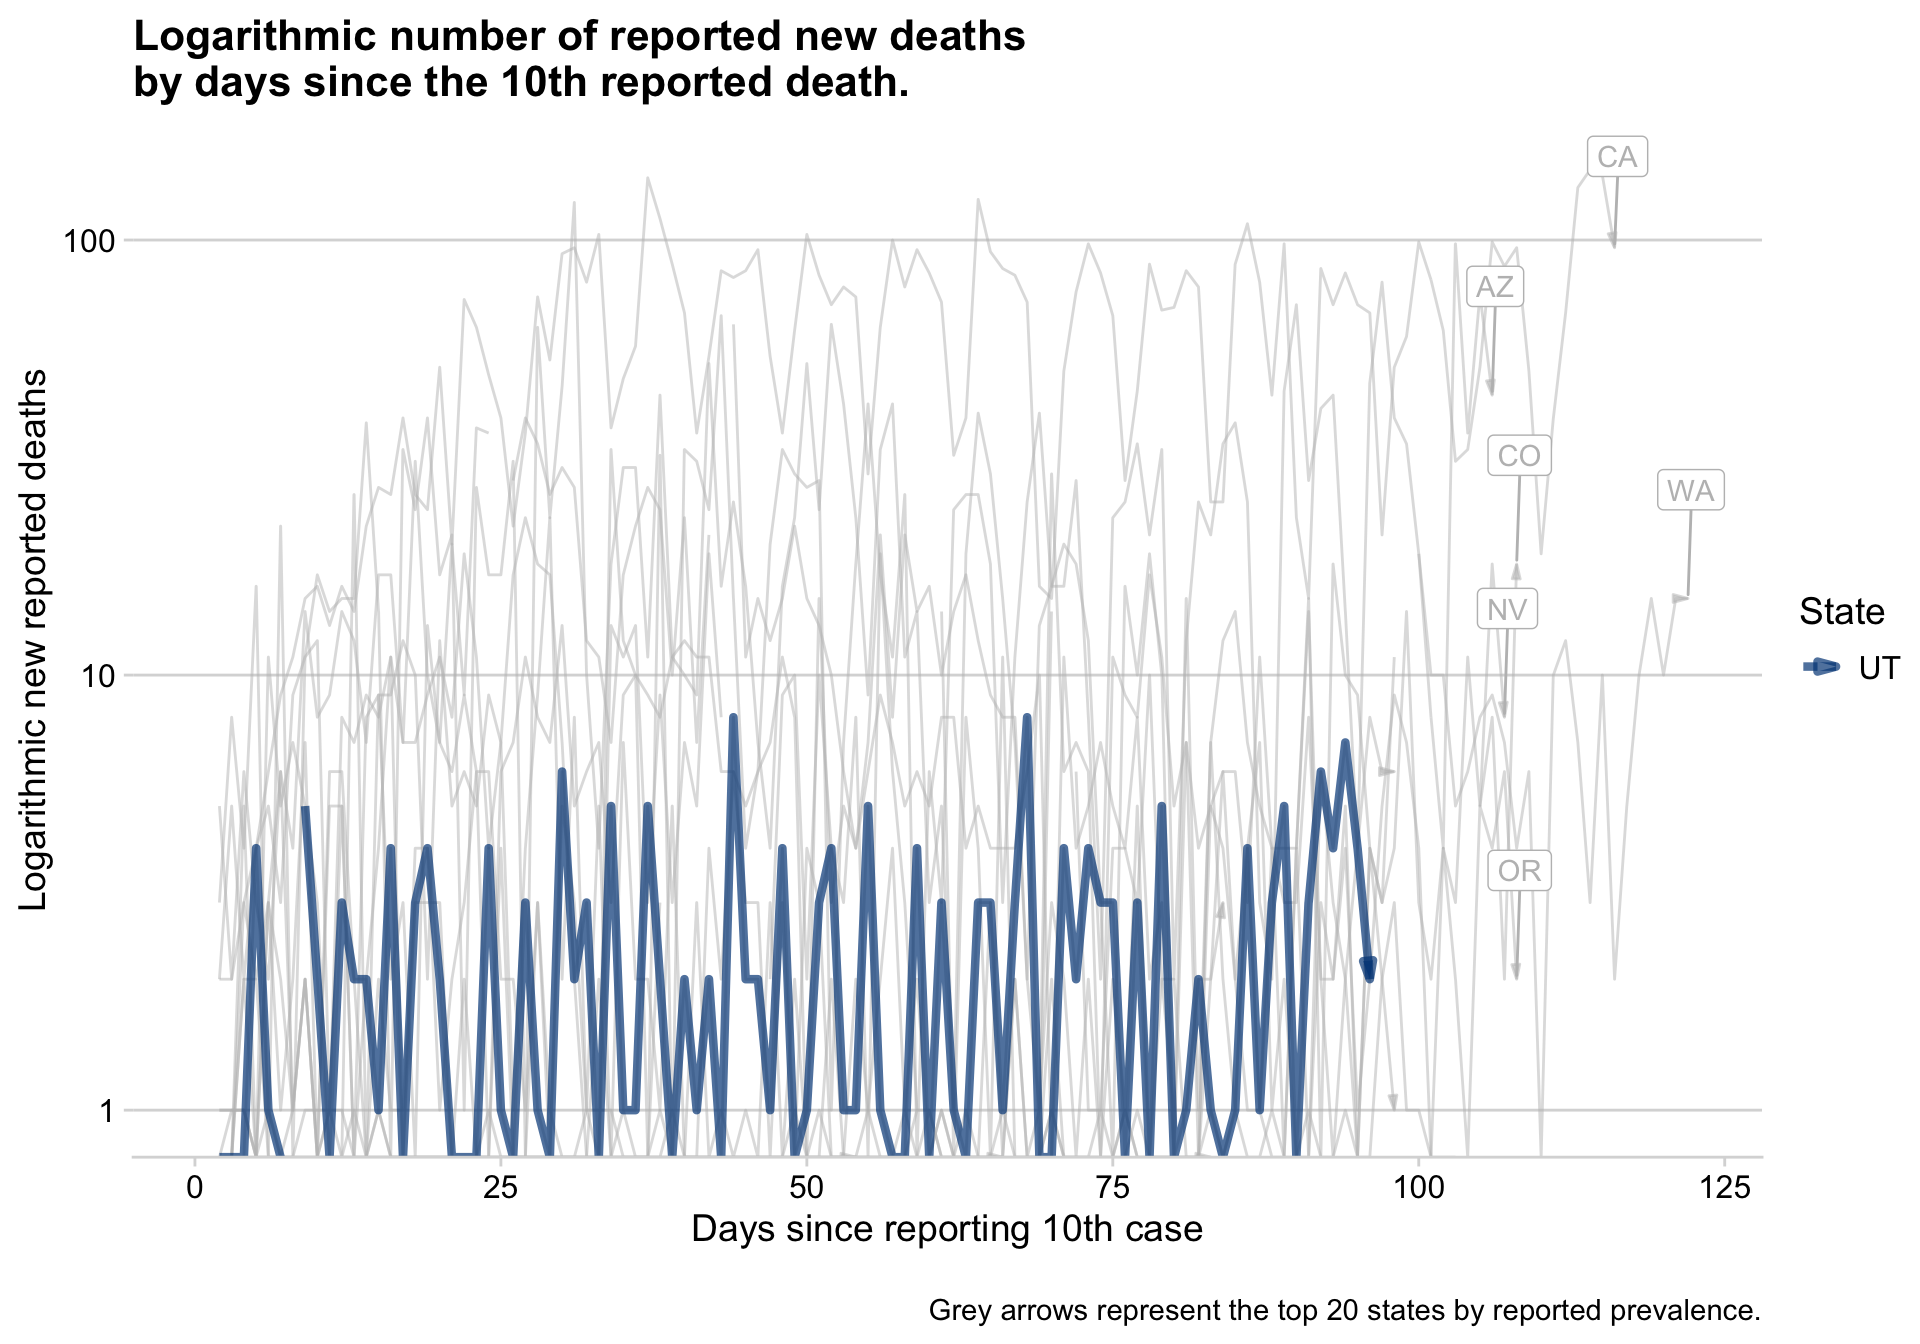 Logarithmic number of reported new deaths
by days since the 10th reported death.
Logarithmic new reported deaths
100
10
1
CA
AZ
CO
WA
NV
OR
State
UT
0 25 50 75 100 125
Days since reporting 10th case
Grey arrows represent the top 20 states by reported prevalence.